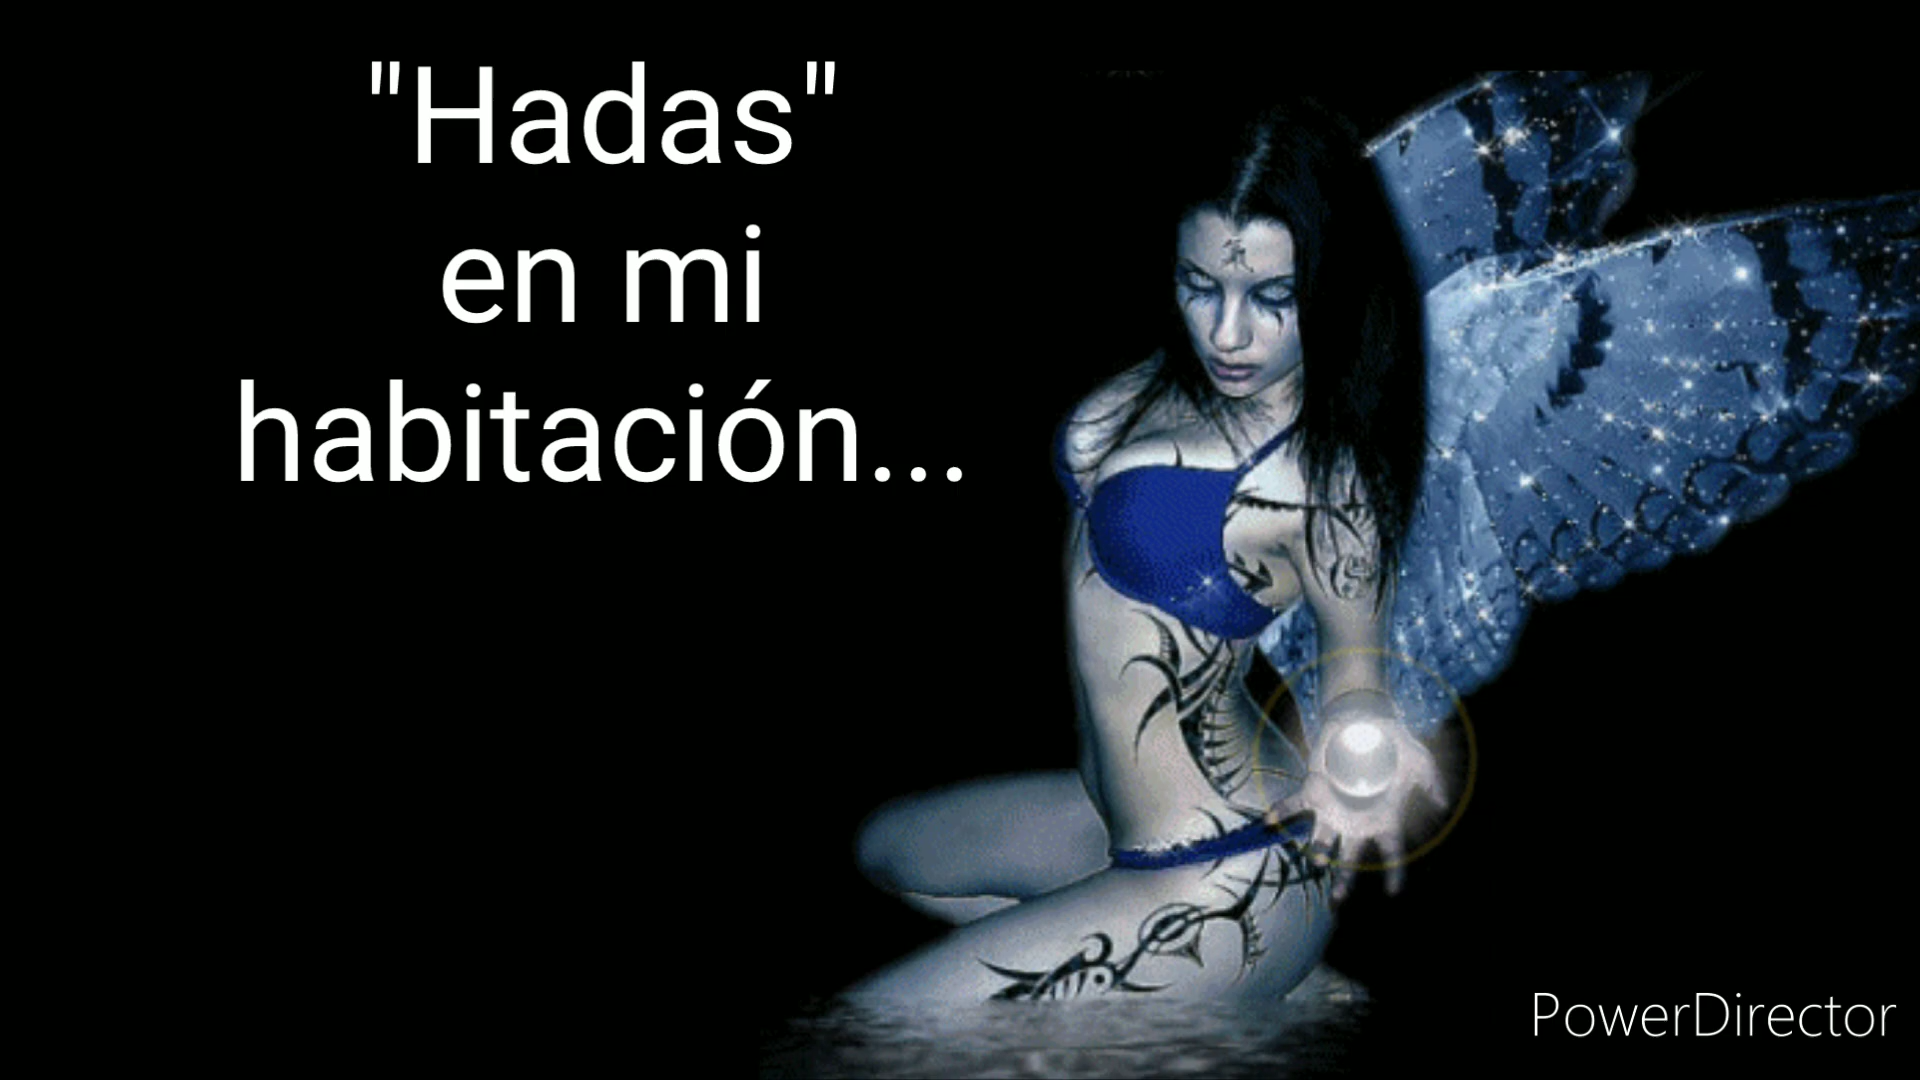 "Hadas"
en mi
habitación...
PowerDirector